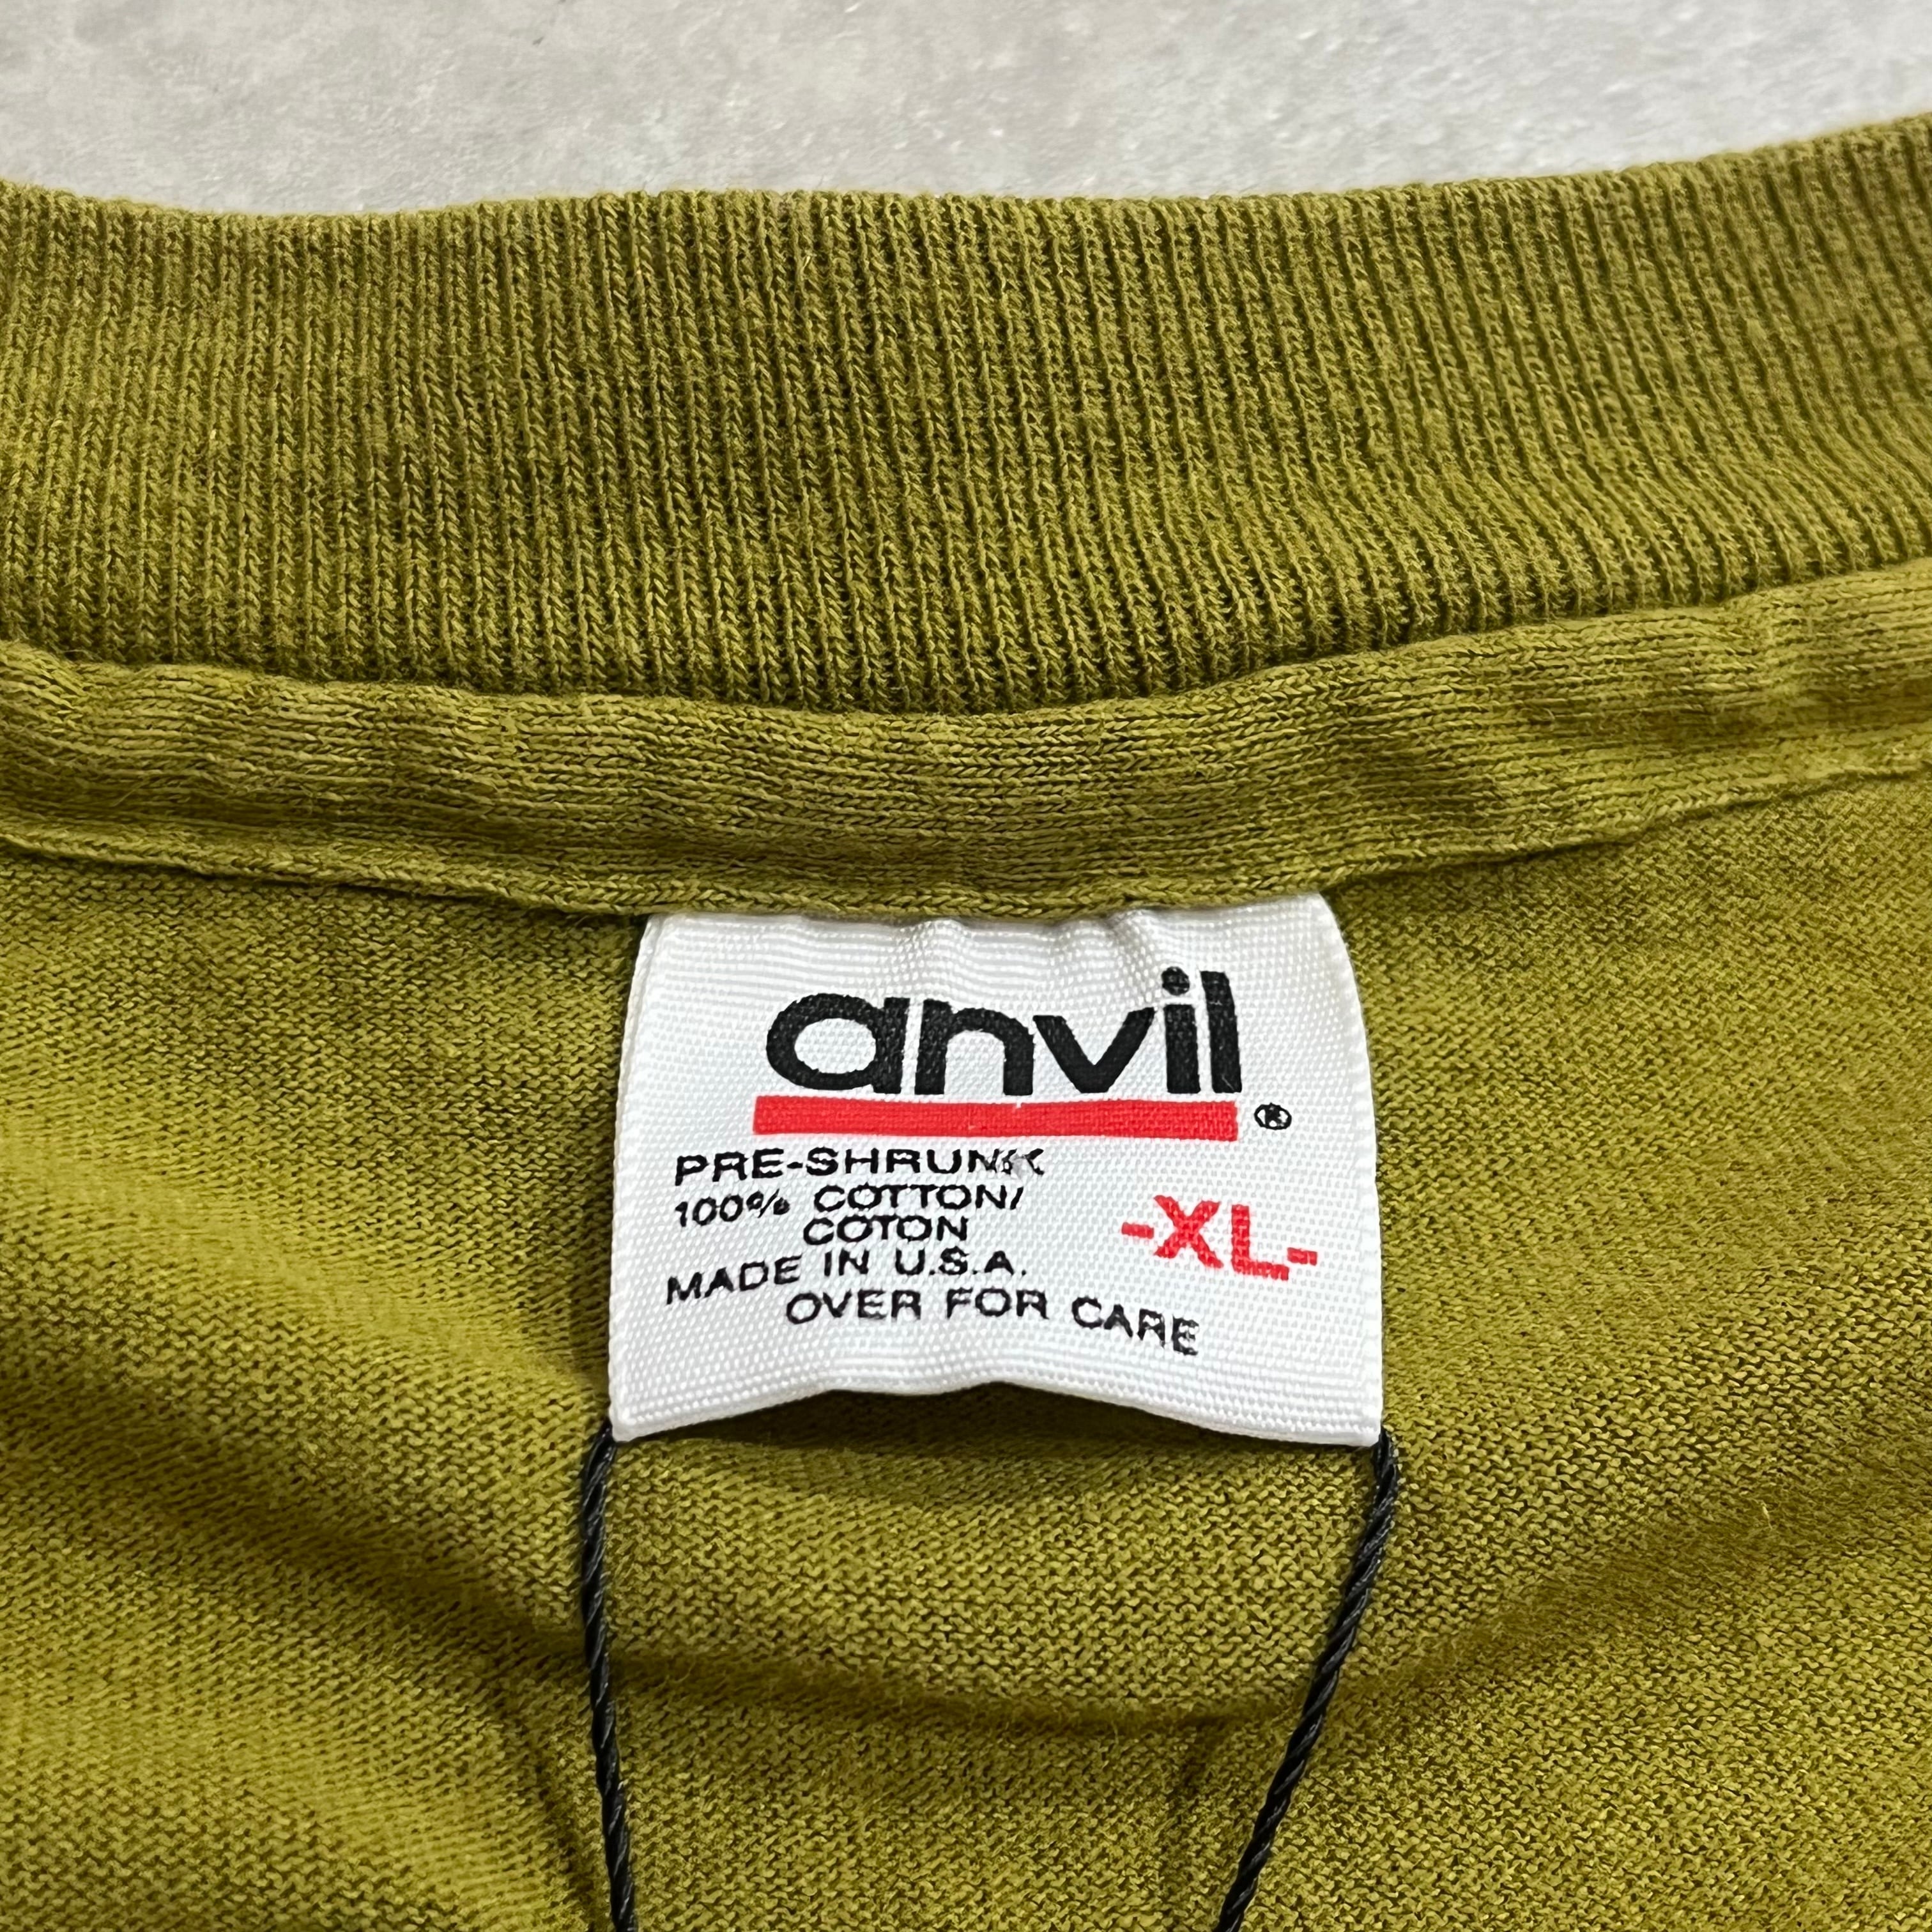 anvil®
PRE-SHRUNK
100% COTTON/
COTON
-XL-
MADE IN U.S.A.
OVER FOR CARE